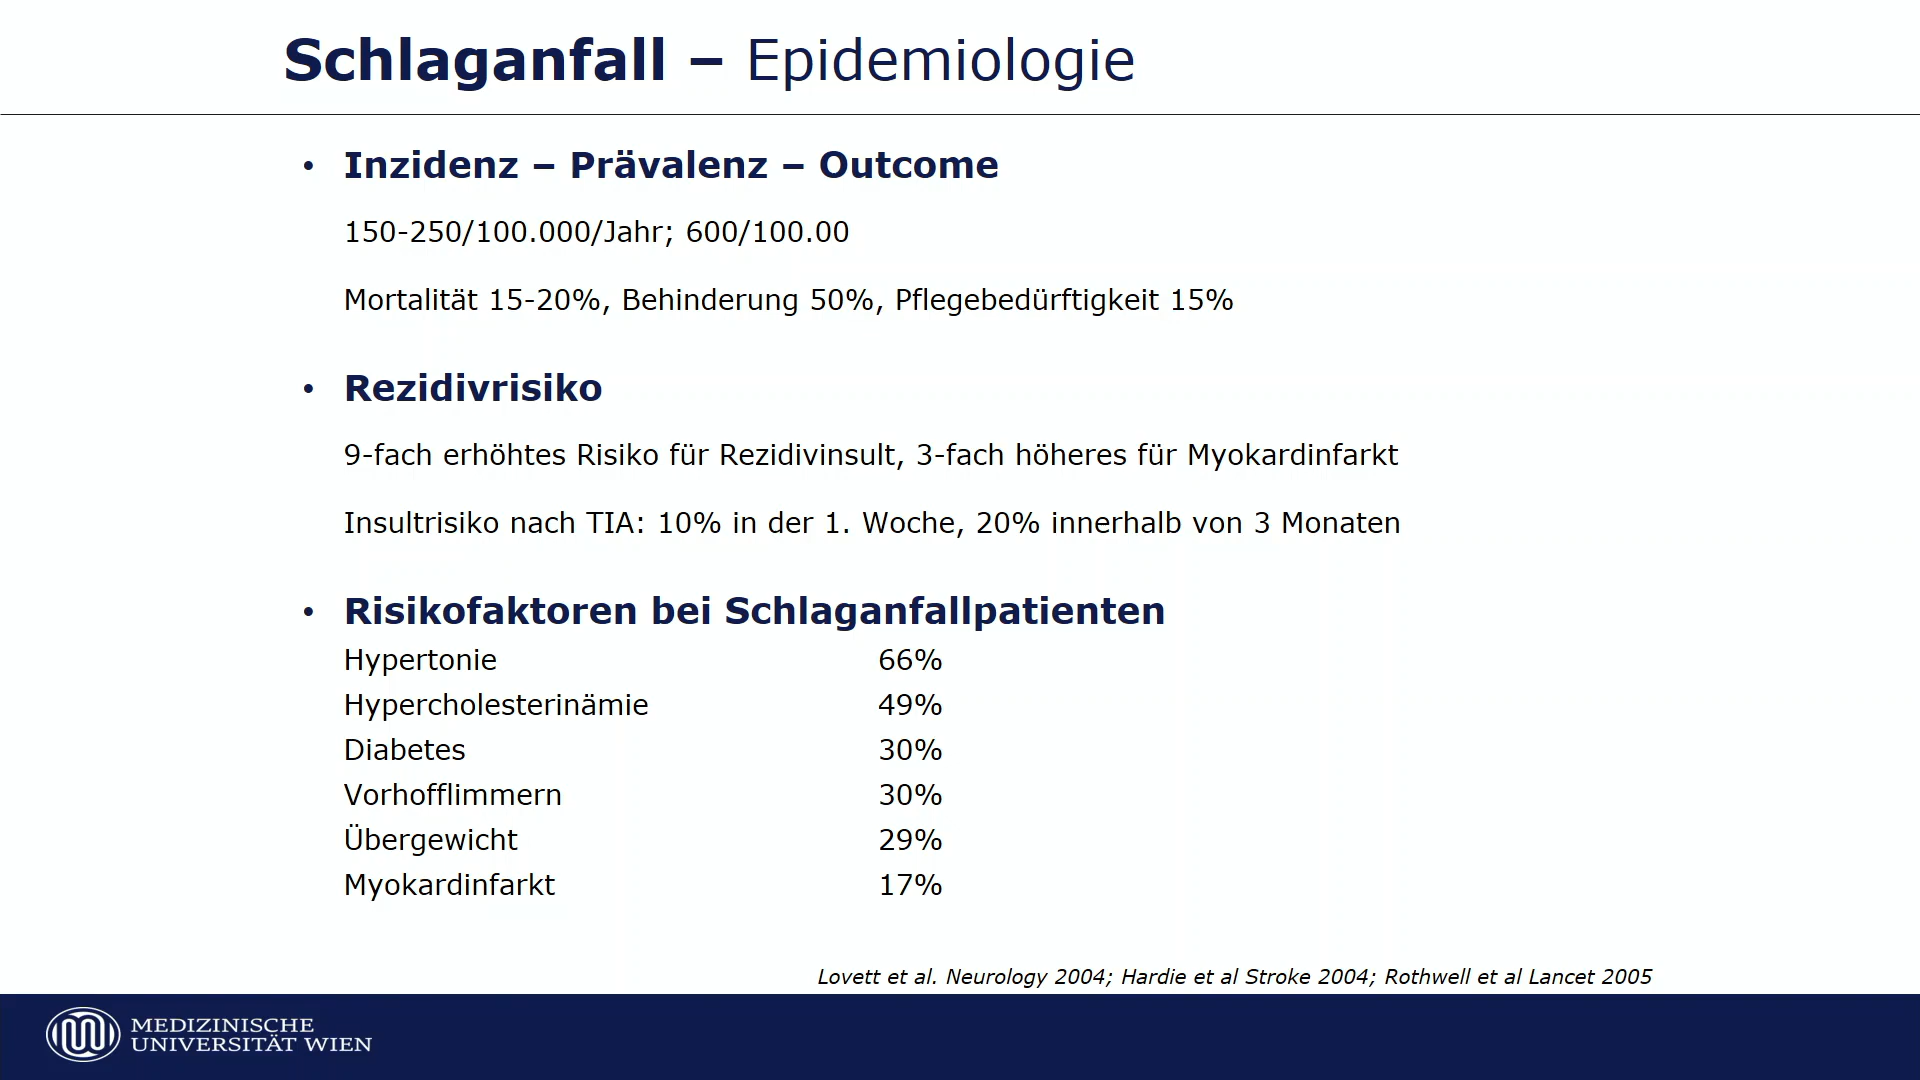 Schlaganfall – Epidemiologie
• Inzidenz – Prävalenz – Outcome
150-250/100.000/Jahr; 600/100.00
Mortalität 15-20%, Behinderung 50%, Pflegebedürftigkeit 15%
• Rezidivrisiko
9-fach erhöhtes Risiko für Rezidivinsult, 3-fach höheres für Myokardinfarkt
Insultrisiko nach TIA: 10% in der 1. Woche, 20% innerhalb von 3 Monaten
• Risikofaktoren bei Schlaganfallpatienten
Hypertonie 66%
Hypercholesterinämie 49%
Diabetes 30%
Vorhofflimmern 30%
Übergewicht 29%
Myokardinfarkt 17%
Lovett et al. Neurology 2004; Hardie et al Stroke 2004; Rothwell et al Lancet 2005
MEDIZINISCHE
UNIVERSITÄT WIEN